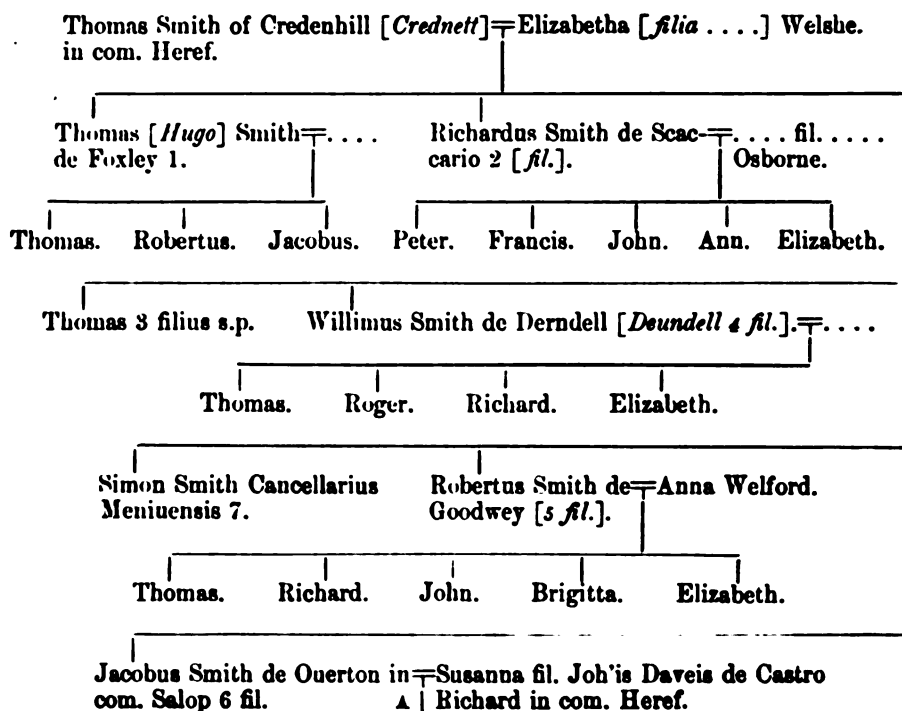 Thomas Smith of Credenhill [Crednett]=Elizabetha [filia . . . .] Welshe.
in com. Heref.
Thomas [Hugo] Smith= . . . . Richardus Smith de Scac-= . . . . fil. . . . . .
de Foxley 1. cario 2 [fil.]. Osborne.
Thomas. Robertus. Jacobus. Peter. Francis. John. Ann. Elizabeth.
Thomas 3 filius s.p. Willimus Smith de Derndell [Deundell 4 fil.].= . . . .
Thomas. Roger. Richard. Elizabeth.
Simon Smith Cancellarius Robertus Smith de=Anna Welford.
Meniuensis 7. Goodwey [5 fil.].
Thomas. Richard. John. Brigitta. Elizabeth.
Jacobus Smith de Ouerton in=Susanna fil. Joh'is Daveis de Castro
com. Salop 6 fil. A Richard in com. Heref.